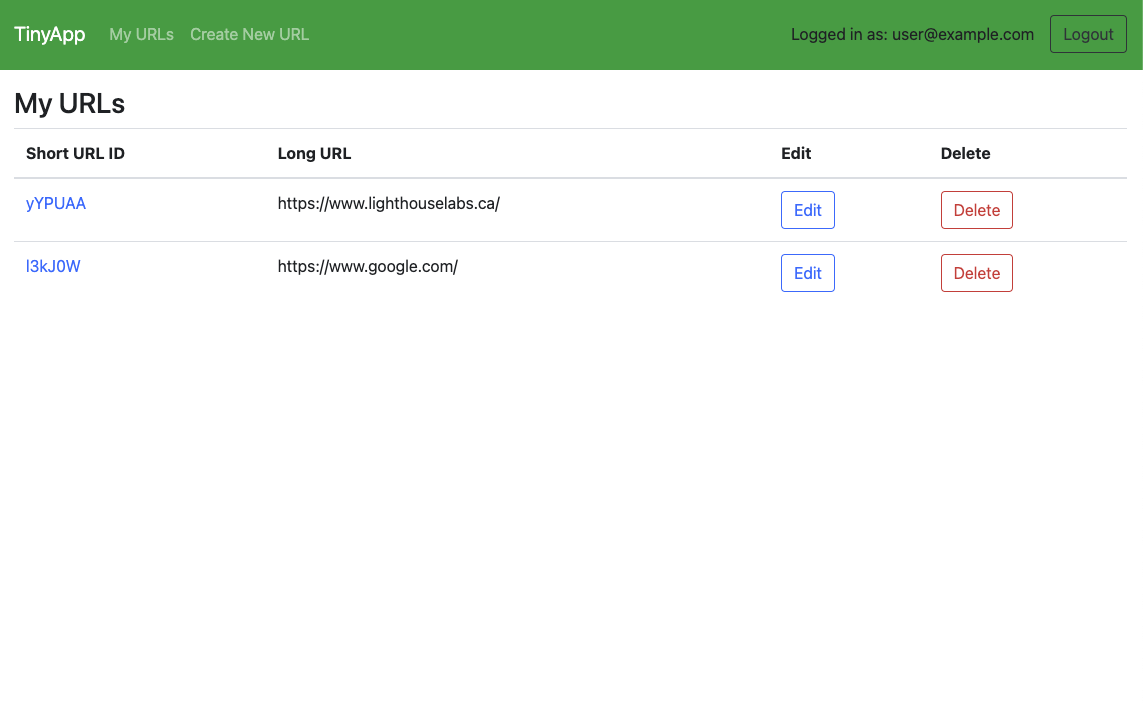 TinyApp My URLs Create New URL Logged in as: user@example.com Logout
My URLs
Short URL ID Long URL Edit Delete
yYPUAA https://www.lighthouselabs.ca/ Edit Delete
l3kJ0W https://www.google.com/ Edit Delete